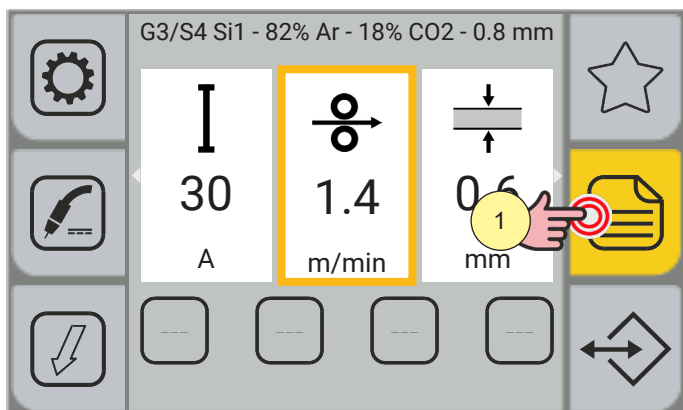 G3/S4 Si1 - 82% Ar - 18% CO2 - 0.8 mm
30 1.4 0.6
1
A m/min mm
--- --- --- ---